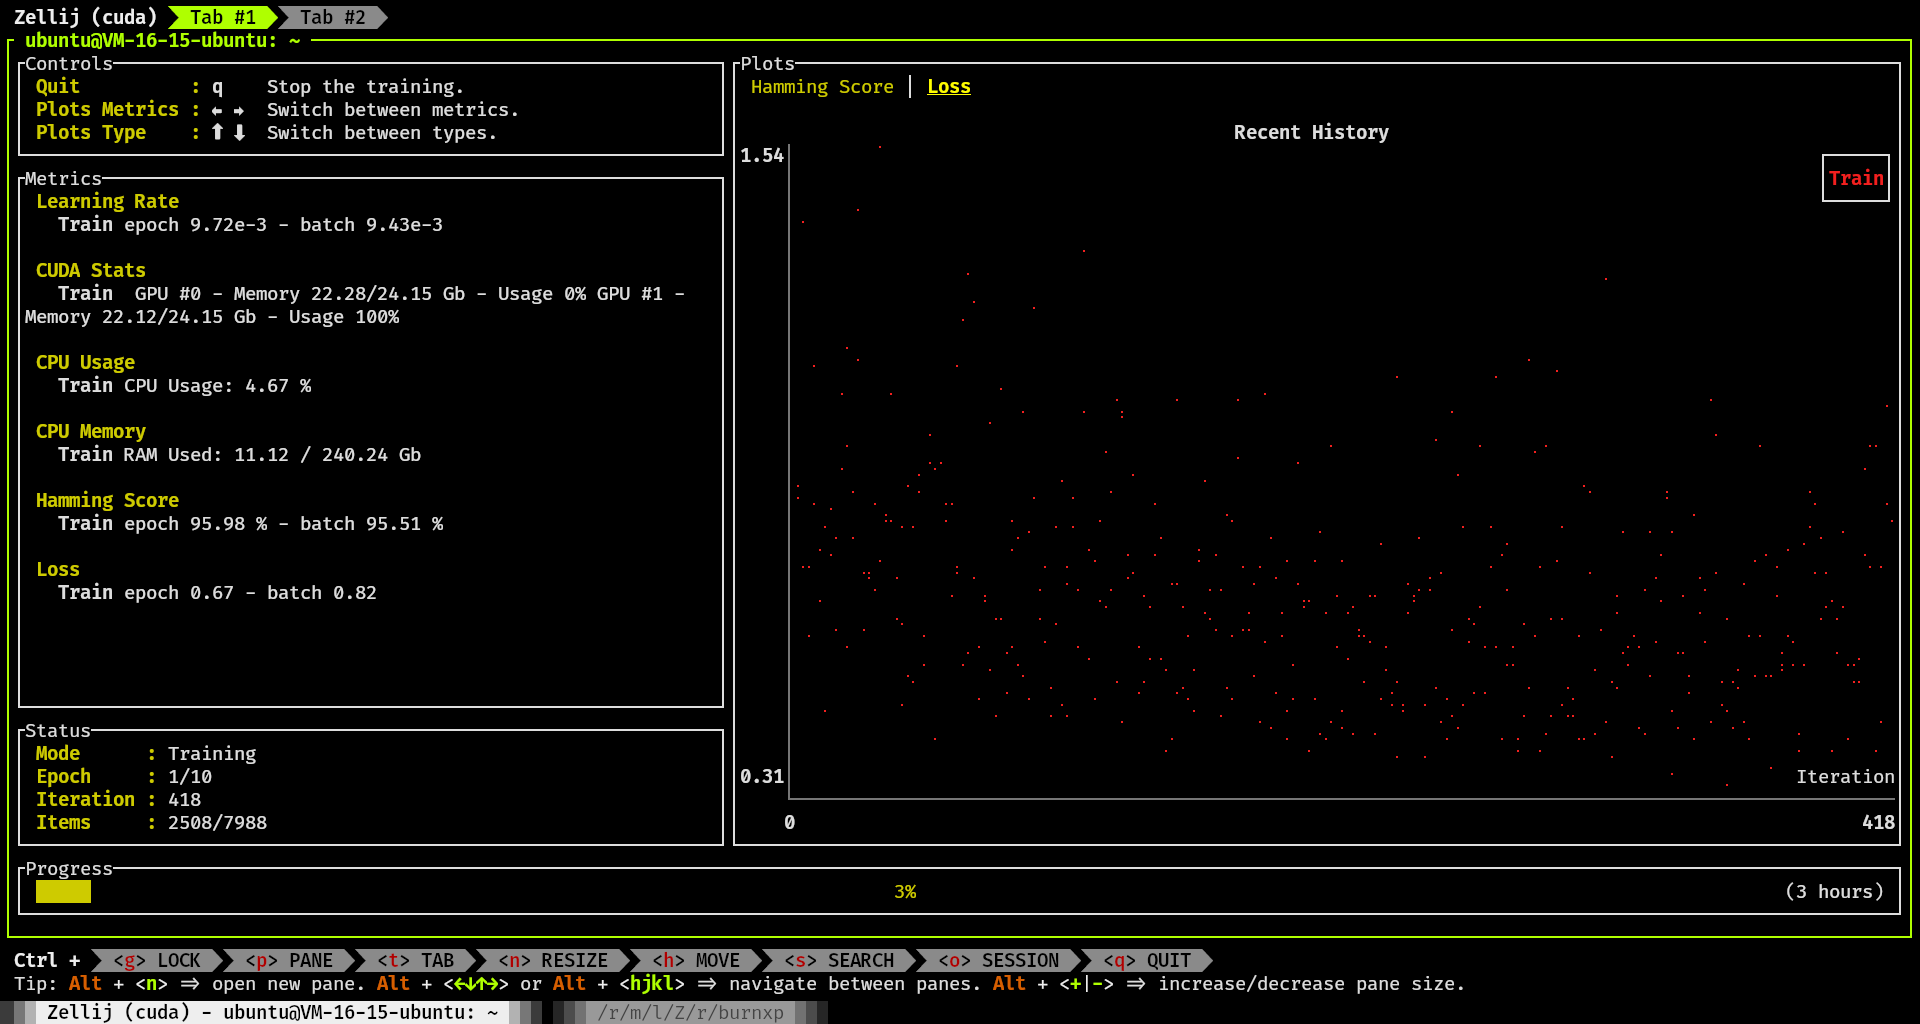 Zellij (cuda) Tab #1 Tab #2
ubuntu@VM-16-15-ubuntu: ~
Controls
Quit : q Stop the training.
Plots Metrics : ← → Switch between metrics.
Plots Type : ⬆ ⬇ Switch between types.
Metrics
Learning Rate
Train epoch 9.72e-3 - batch 9.43e-3
CUDA Stats
Train GPU #0 - Memory 22.28/24.15 Gb - Usage 0% GPU #1 -
Memory 22.12/24.15 Gb - Usage 100%
CPU Usage
Train CPU Usage: 4.67 %
CPU Memory
Train RAM Used: 11.12 / 240.24 Gb
Hamming Score
Train epoch 95.98 % - batch 95.51 %
Loss
Train epoch 0.67 - batch 0.82
Status
Mode : Training
Epoch : 1/10
Iteration : 418
Items : 2508/7988
Plots
Hamming Score | Loss
Recent History
1.54
Train
0.31
Iteration
0 418
Progress
3% (3 hours)
Ctrl + <g> LOCK <p> PANE <t> TAB <n> RESIZE <h> MOVE <s> SEARCH <o> SESSION <q> QUIT
Tip: Alt + <n> => open new pane. Alt + <←↓↑→> or Alt + <hjkl> => navigate between panes. Alt + <+|-> => increase/decrease pane size.
Zellij (cuda) - ubuntu@VM-16-15-ubuntu: ~ /r/m/l/Z/r/burnxp